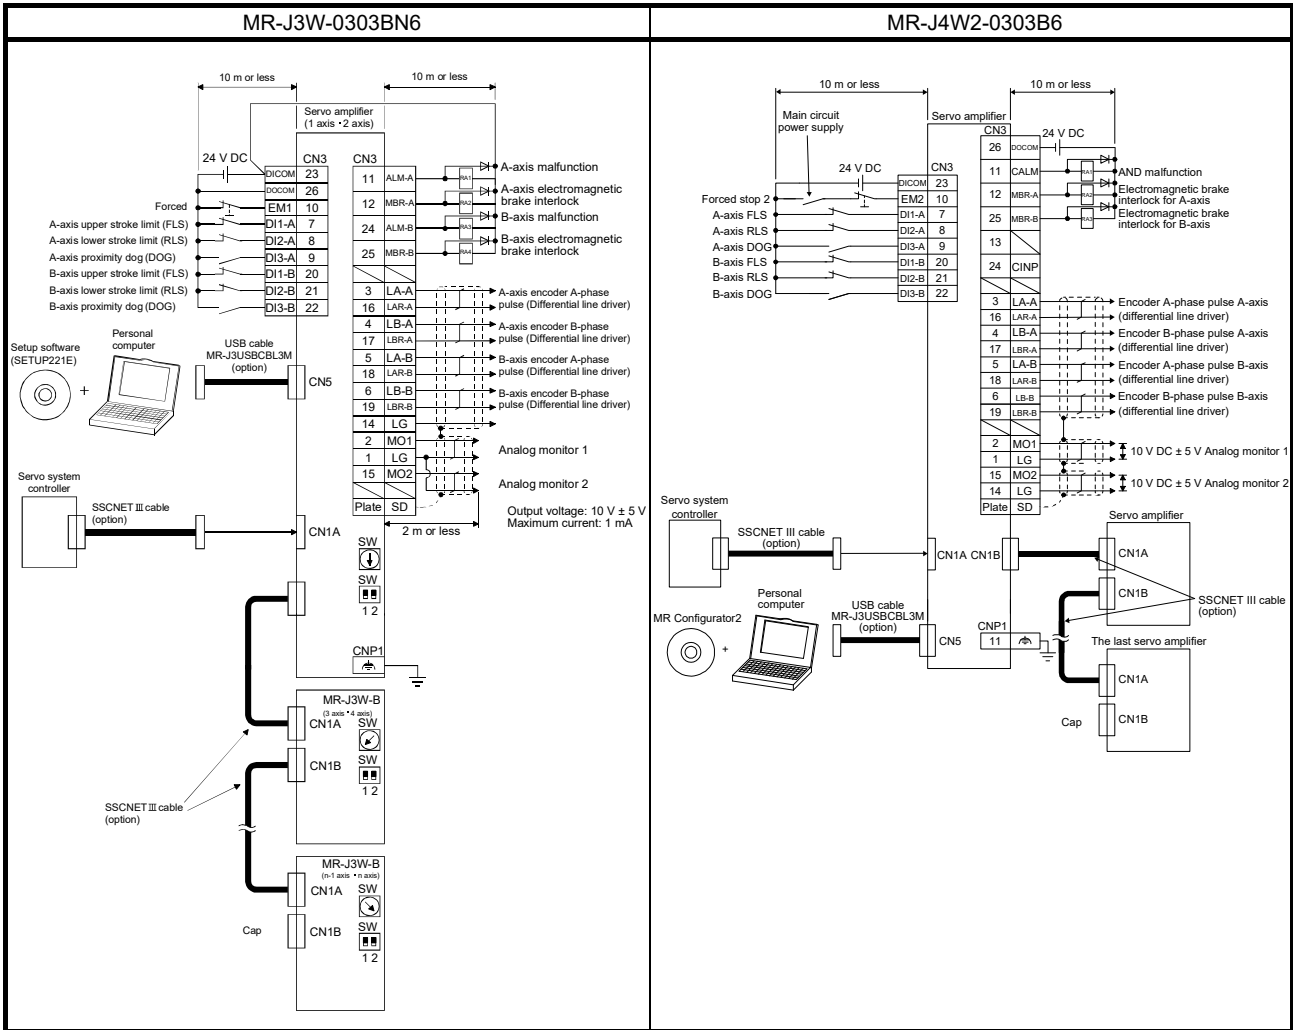 MR-J3W-0303BN6
10 m or less
10 m or less
Servo amplifier
(1 axis・2 axis)
24 V DC
CN3
DICOM 23
DOCOM 26
Forced EM1 10
A-axis upper stroke limit (FLS) DI1-A 7
A-axis lower stroke limit (RLS) DI2-A 8
A-axis proximity dog (DOG) DI3-A 9
B-axis upper stroke limit (FLS) DI1-B 20
B-axis lower stroke limit (RLS) DI2-B 21
B-axis proximity dog (DOG) DI3-B 22
CN3
11 ALM-A RA1 A-axis malfunction
12 MBR-A RA2 A-axis electromagnetic
brake interlock
24 ALM-B RA3 B-axis malfunction
25 MBR-B RA4 B-axis electromagnetic
brake interlock
3 LA-A A-axis encoder A-phase
16 LAR-A pulse (Differential line driver)
4 LB-A A-axis encoder B-phase
17 LBR-A pulse (Differential line driver)
5 LA-B B-axis encoder A-phase
18 LAR-B pulse (Differential line driver)
6 LB-B B-axis encoder B-phase
19 LBR-B pulse (Differential line driver)
14 LG
2 MO1
1 LG
Analog monitor 1
15 MO2
Analog monitor 2
Plate SD
Output voltage: 10 V ± 5 V
Maximum current: 1 mA
2 m or less
Setup software
(SETUP221E)
+
Personal
computer
USB cable
MR-J3USBCBL3M
(option)
CN5
Servo system
controller
SSCNET III cable
(option)
CN1A
SW
SW
1 2
CNP1
MR-J3W-B
(3 axis・4 axis)
CN1A
SW
CN1B
SW
1 2
SSCNET III cable
(option)
MR-J3W-B
(n-1 axis・n axis)
CN1A
SW
Cap
CN1B
SW
1 2
MR-J4W2-0303B6
10 m or less
10 m or less
Main circuit
power supply
Servo amplifier
24 V DC
CN3
DICOM 23
Forced stop 2 EM2 10
A-axis FLS DI1-A 7
A-axis RLS DI2-A 8
A-axis DOG DI3-A 9
B-axis FLS DI1-B 20
B-axis RLS DI2-B 21
B-axis DOG DI3-B 22
CN3
24 V DC
26 DOCOM
11 CALM RA1 AND malfunction
12 MBR-A RA2 Electromagnetic brake
interlock for A-axis
25 MBR-B RA3 Electromagnetic brake
interlock for B-axis
13
24 CINP
3 LA-A Encoder A-phase pulse A-axis
16 LAR-A (differential line driver)
4 LB-A Encoder B-phase pulse A-axis
17 LBR-A (differential line driver)
5 LA-B Encoder A-phase pulse B-axis
18 LAR-B (differential line driver)
6 LB-B Encoder B-phase pulse B-axis
19 LBR-B (differential line driver)
2 MO1
1 LG
10 V DC ± 5 V Analog monitor 1
15 MO2
14 LG
10 V DC ± 5 V Analog monitor 2
Plate SD
Servo system
controller
SSCNET III cable
(option)
CN1A CN1B
Servo amplifier
CN1A
CN1B
SSCNET III cable
(option)
MR Configurator2
+
Personal
computer
USB cable
MR-J3USBCBL3M
(option)
CN5
CNP1
11
The last servo amplifier
CN1A
Cap
CN1B